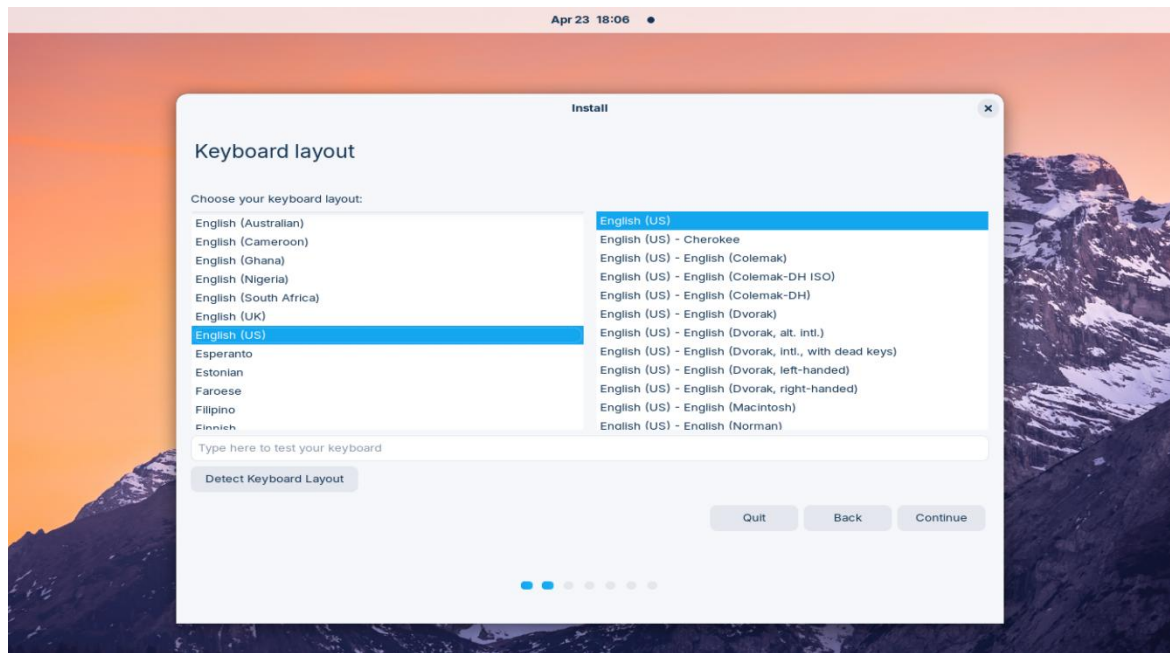 Apr 23 18:06
Install
Keyboard layout
Choose your keyboard layout:
English (Australian)
English (Cameroon)
English (Ghana)
English (Nigeria)
English (South Africa)
English (UK)
English (US)
Esperanto
Estonian
Faroese
Filipino
Finnish
English (US)
English (US) - Cherokee
English (US) - English (Colemak)
English (US) - English (Colemak-DH ISO)
English (US) - English (Colemak-DH)
English (US) - English (Dvorak)
English (US) - English (Dvorak, alt. intl.)
English (US) - English (Dvorak, intl., with dead keys)
English (US) - English (Dvorak, left-handed)
English (US) - English (Dvorak, right-handed)
English (US) - English (Macintosh)
English (US) - English (Norman)
Type here to test your keyboard
Detect Keyboard Layout
Quit Back Continue